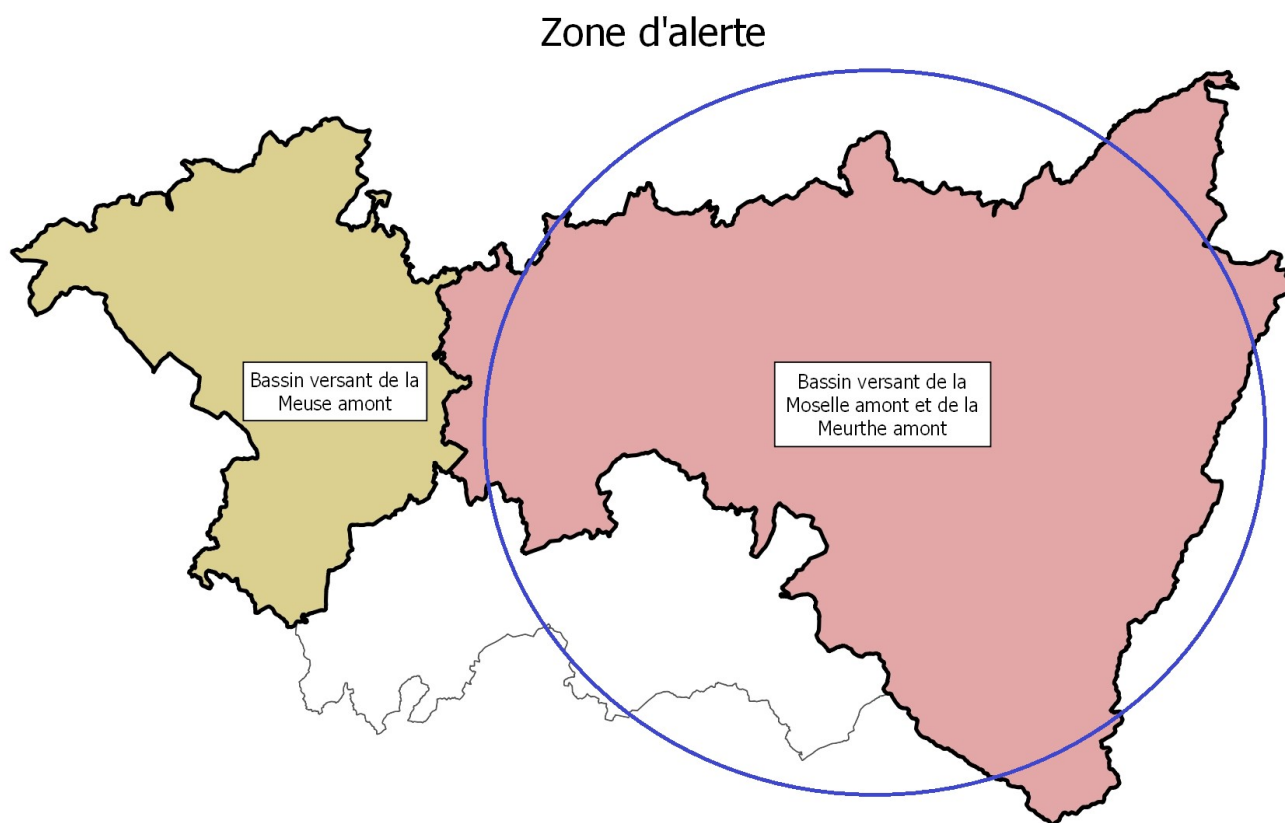 Zone d'alerte
Bassin versant de la
Meuse amont
Bassin versant de la
Moselle amont et de la
Meurthe amont